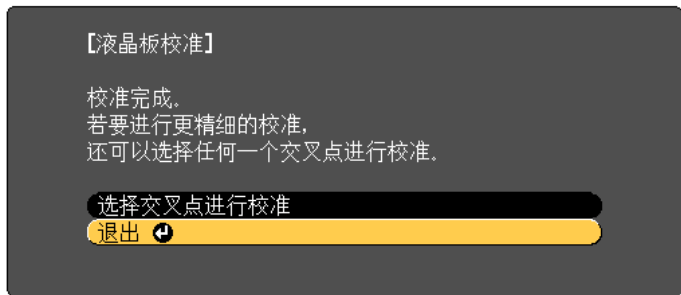 【液晶板校准】
校准完成。
若要进行更精细的校准,
还可以选择任何一个交叉点进行校准.
选择交叉点进行校准
退出